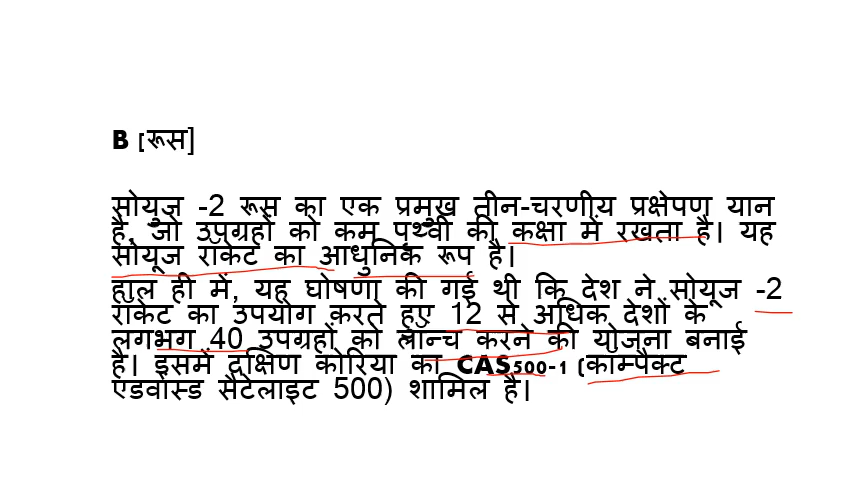 B [रूस]
सोयुज -2 रूस का एक प्रमुख तीन-चरणीय प्रक्षेपण यान
है, जो उपग्रहों को कम पृथ्वी की कक्षा में रखता है। यह
सोयूज रॉकेट का आधुनिक रूप है।
हाल ही में, यह घोषणा की गई थी कि देश ने सोयूज -2
रॉकेट का उपयोग करते हुए 12 से अधिक देशों के
लगभग 40 उपग्रहों को लॉन्च करने की योजना बनाई
है। इसमें दक्षिण कोरिया का CAS500-1 (कॉम्पैक्ट
एडवांस्ड सैटेलाइट 500) शामिल है।